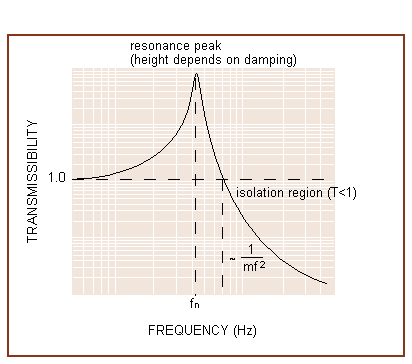 resonance peak
(height depends on damping)
TRANSMISSIBILITY
1.0
isolation region (T<1)
~ 1
mf²
fn
FREQUENCY (Hz)